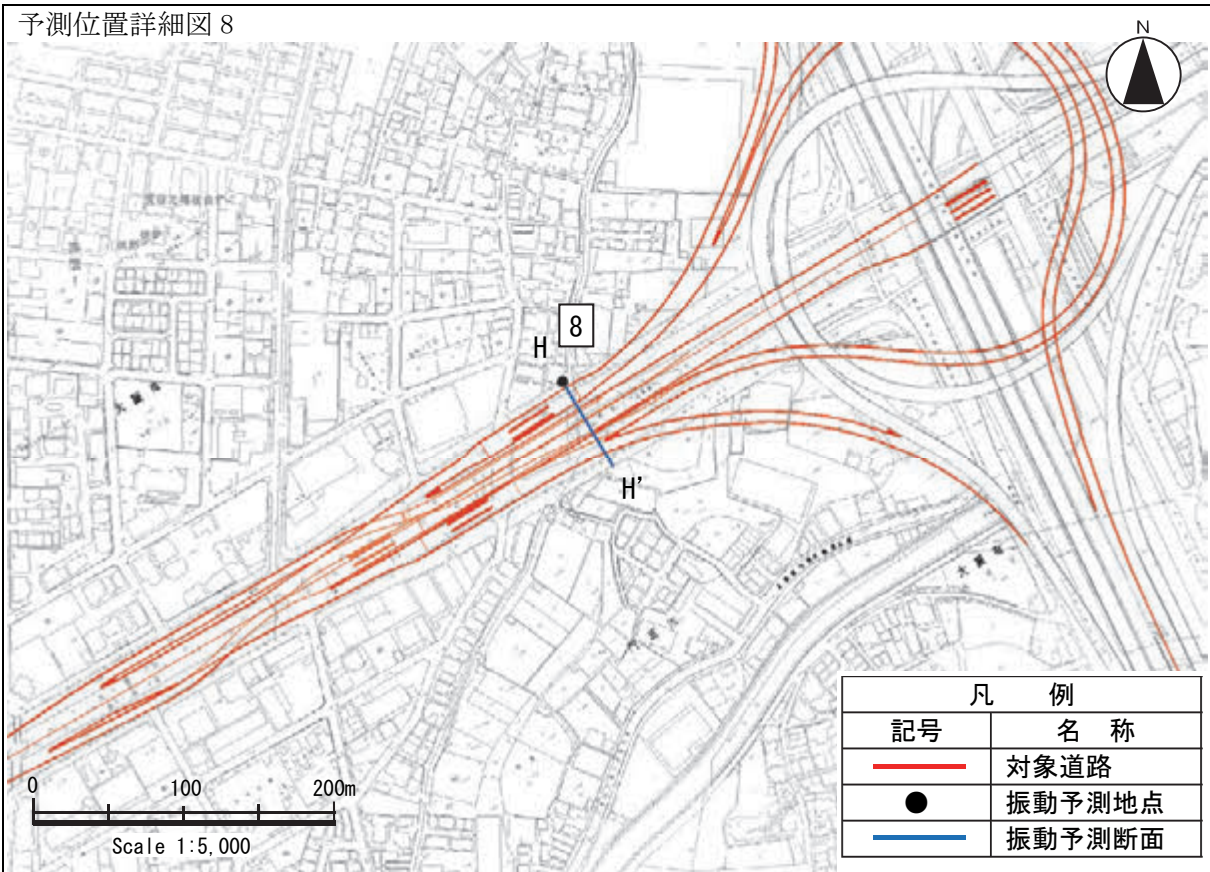 予測位置詳細図 8
N
8
H
H'
0 100 200m
Scale 1:5,000
凡 例
記号 名 称
対象道路
振動予測地点
振動予測断面